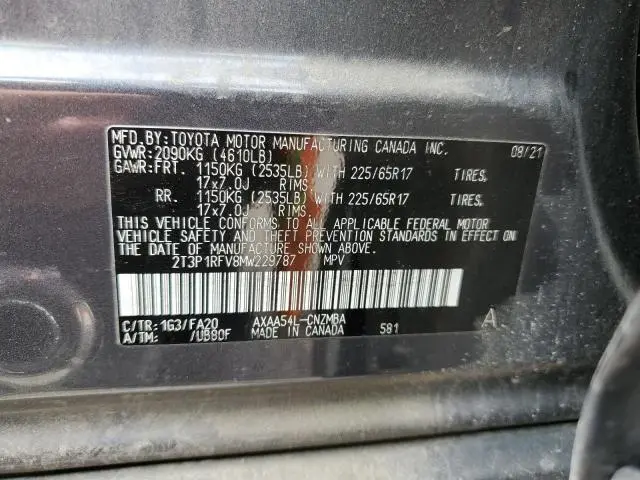 MFD.BY:TOYOTA MOTOR MANUFACTURING CANADA INC. 08/21
GVWR:2090KG (4610LB)
GAWR:FRT. 1150KG (2535LB) WITH 225/65R17 TIRES,
17x7.0J RIMS,
RR. 1150KG (2535LB) WITH 225/65R17 TIRES,
17x7.0J RIMS.
THIS VEHICLE CONFORMS TO ALL APPLICABLE FEDERAL MOTOR
VEHICLE SAFETY AND THEFT PREVENTION STANDARDS IN EFFECT ON
THE DATE OF MANUFACTURE SHOWN ABOVE.
2T3P1RFV8MW229787 MPV
C/TR:1G3/FA20 AXAA54L-CNZMBA A.
A/TM: /UB80F MADE IN CANADA 581